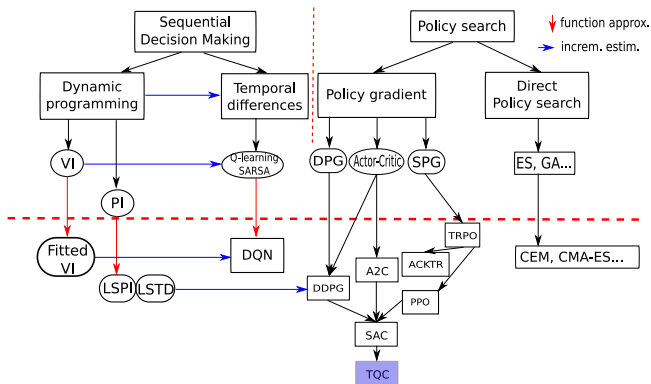 Sequential
Decision Making
Policy search
function approx.
increm. estim.
Dynamic
programming
Temporal
differences
Policy gradient
Direct
Policy search
VI
Q-learning
SARSA
DPG
Actor-Critic
SPG
ES, GA...
PI
TRPO
Fitted
VI
DQN
A2C
ACKTR
CEM, CMA-ES...
LSPI
LSTD
DDPG
PPO
SAC
TQC